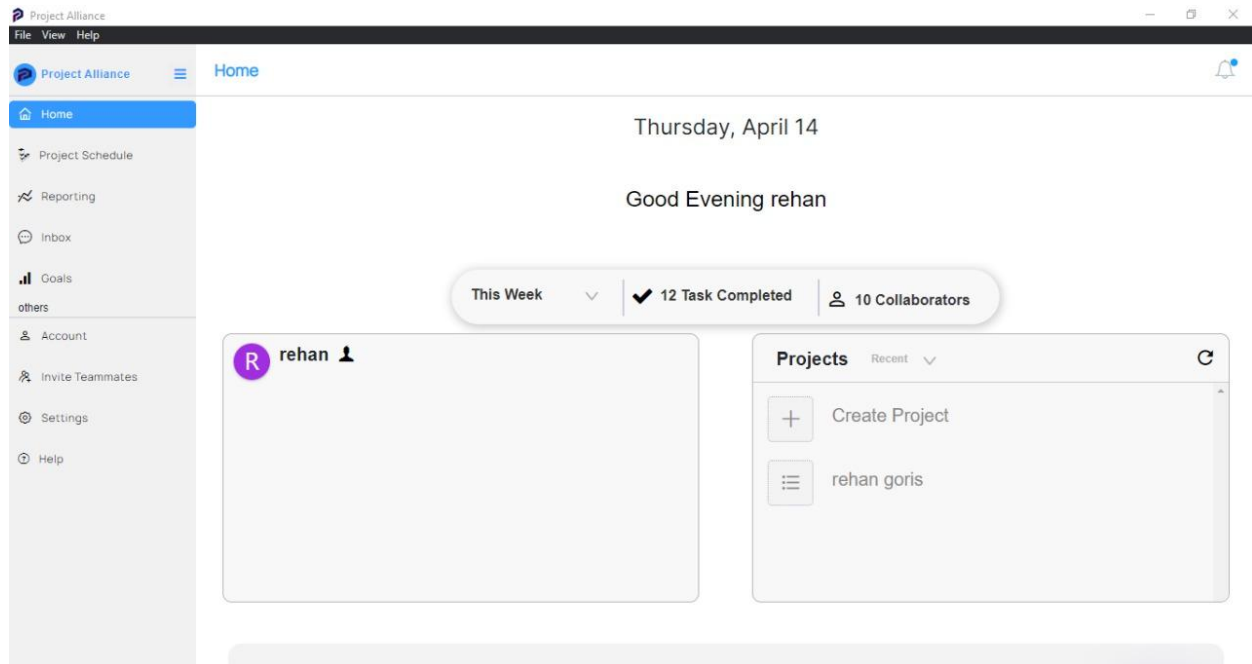 Project Alliance
File View Help
Project Alliance
Home
Home
Project Schedule
Reporting
Inbox
Goals
others
Account
Invite Teammates
Settings
Help
Thursday, April 14
Good Evening rehan
This Week
12 Task Completed
10 Collaborators
R
rehan
Projects Recent
Create Project
rehan goris